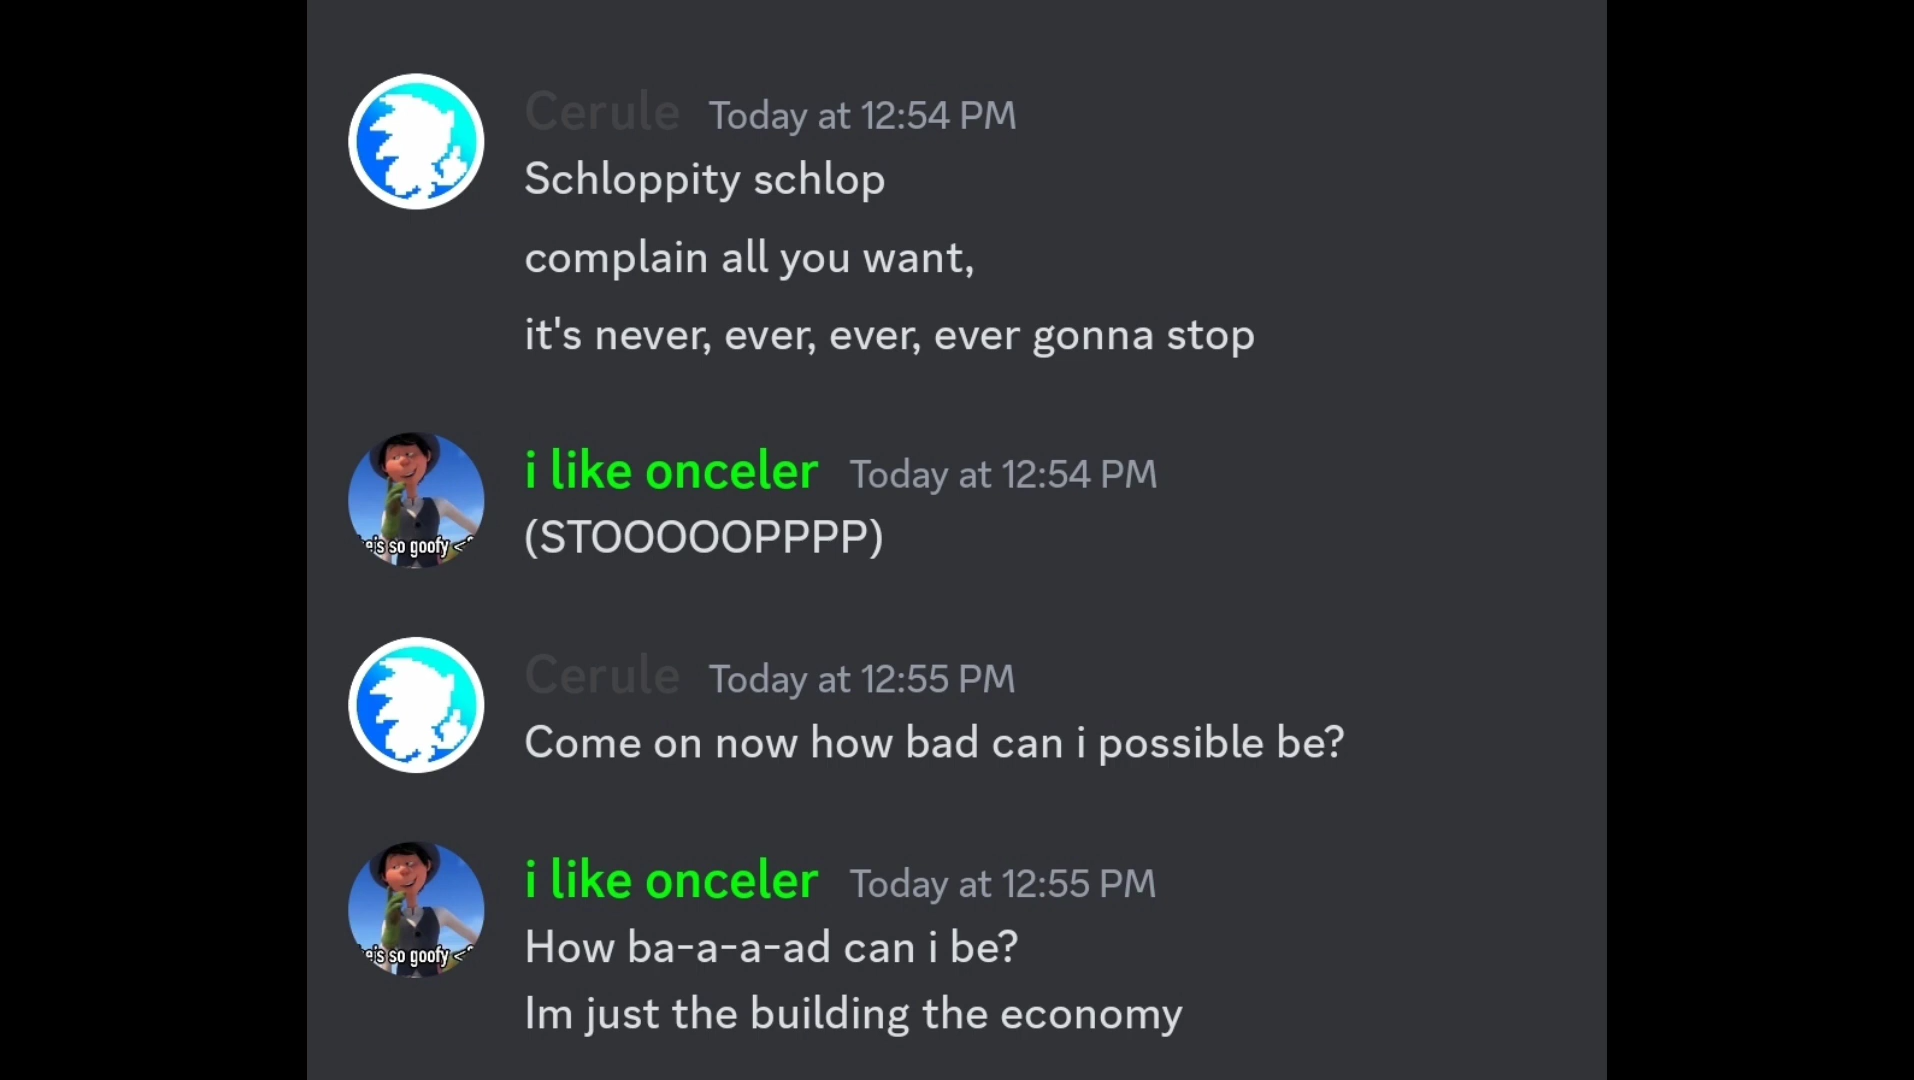 Cerule Today at 12:54 PM
Schloppity schlop
complain all you want,
it's never, ever, ever, ever gonna stop
i like onceler Today at 12:54 PM
(STOOOOOPPPP)
e's so goofy <
Cerule Today at 12:55 PM
Come on now how bad can i possible be?
i like onceler Today at 12:55 PM
How ba-a-a-ad can i be?
e's so goofy <
Im just the building the economy